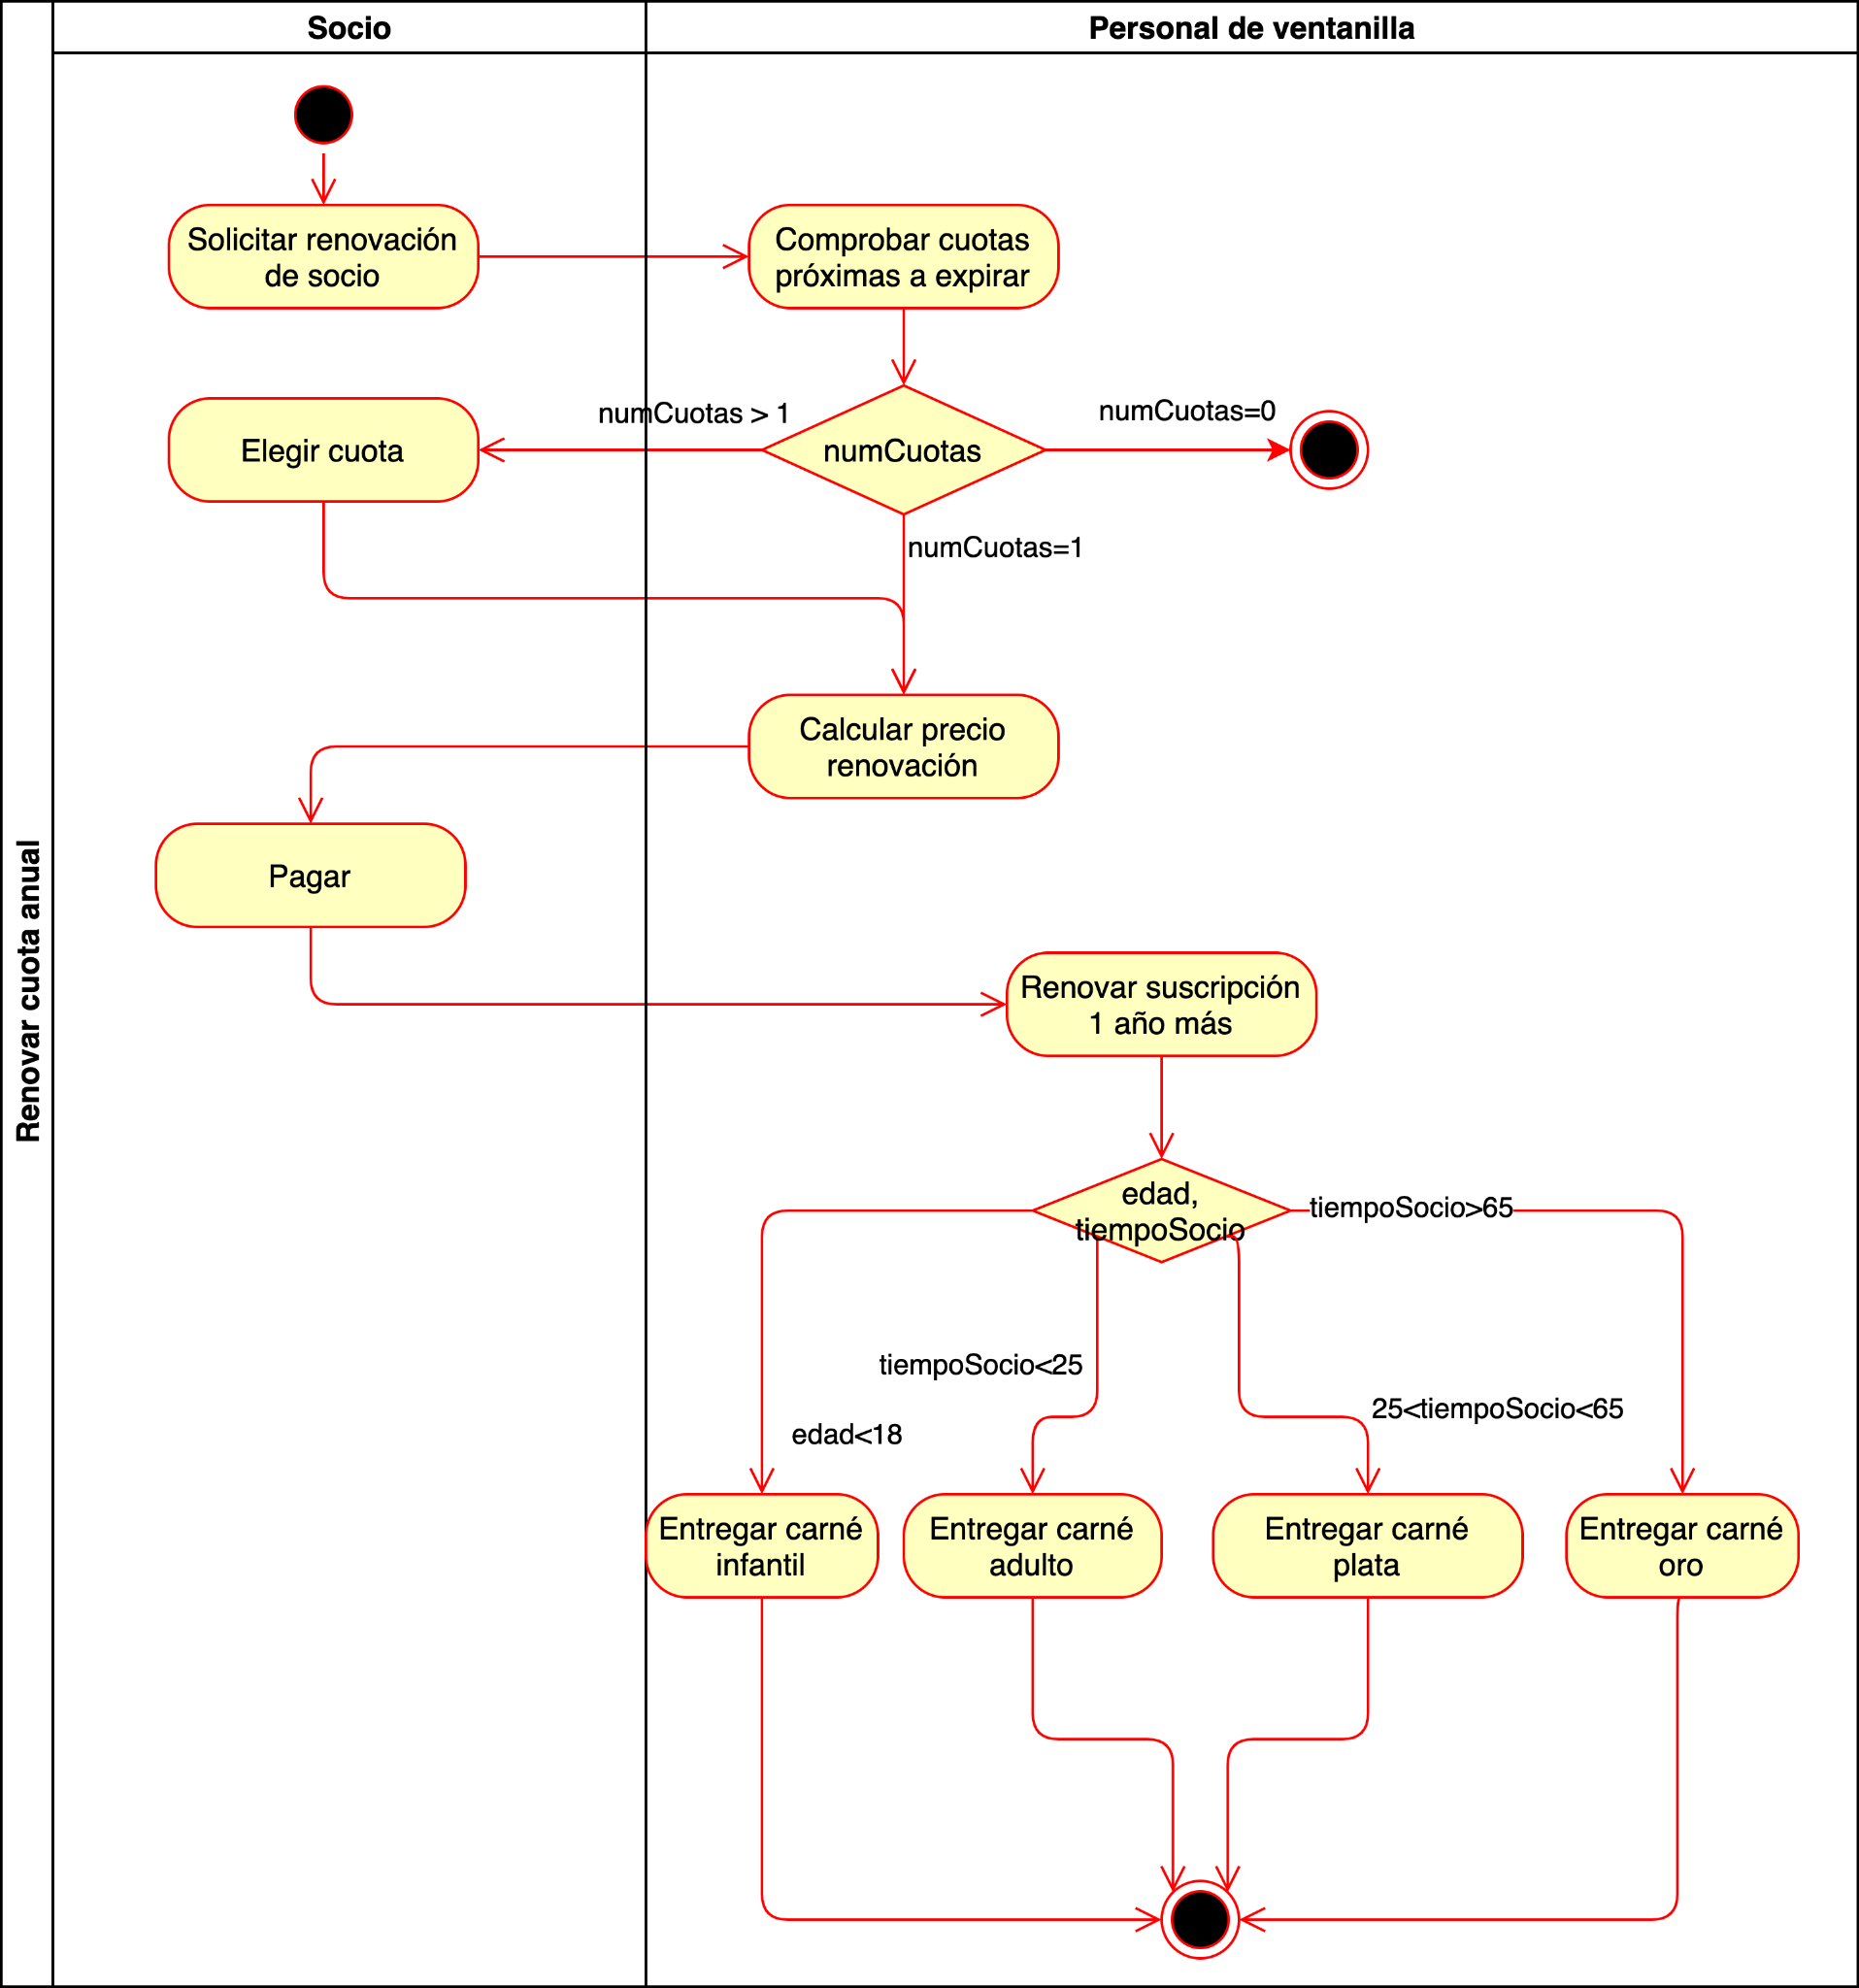 Socio
Personal de ventanilla
Renovar cuota anual
Solicitar renovación
de socio
Comprobar cuotas
próximas a expirar
numCuotas > 1
numCuotas=0
Elegir cuota
numCuotas
numCuotas=1
Calcular precio
renovación
Pagar
Renovar suscripción
1 año más
edad,
tiempoSocio
tiempoSocio>65
tiempoSocio<25
25<tiempoSocio<65
edad<18
Entregar carné
infantil
Entregar carné
adulto
Entregar carné
plata
Entregar carné
oro